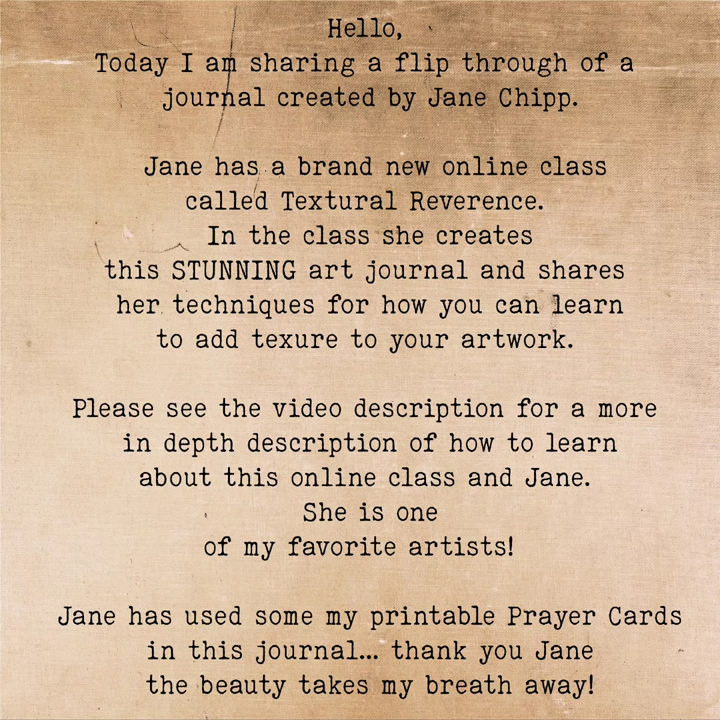 Hello,
Today I am sharing a flip through of a
journal created by Jane Chipp.
Jane has a brand new online class
called Textural Reverence.
In the class she creates
this STUNNING art journal and shares
her techniques for how you can learn
to add texure to your artwork.
Please see the video description for a more
in depth description of how to learn
about this online class and Jane.
She is one
of my favorite artists!
Jane has used some my printable Prayer Cards
in this journal... thank you Jane
the beauty takes my breath away!